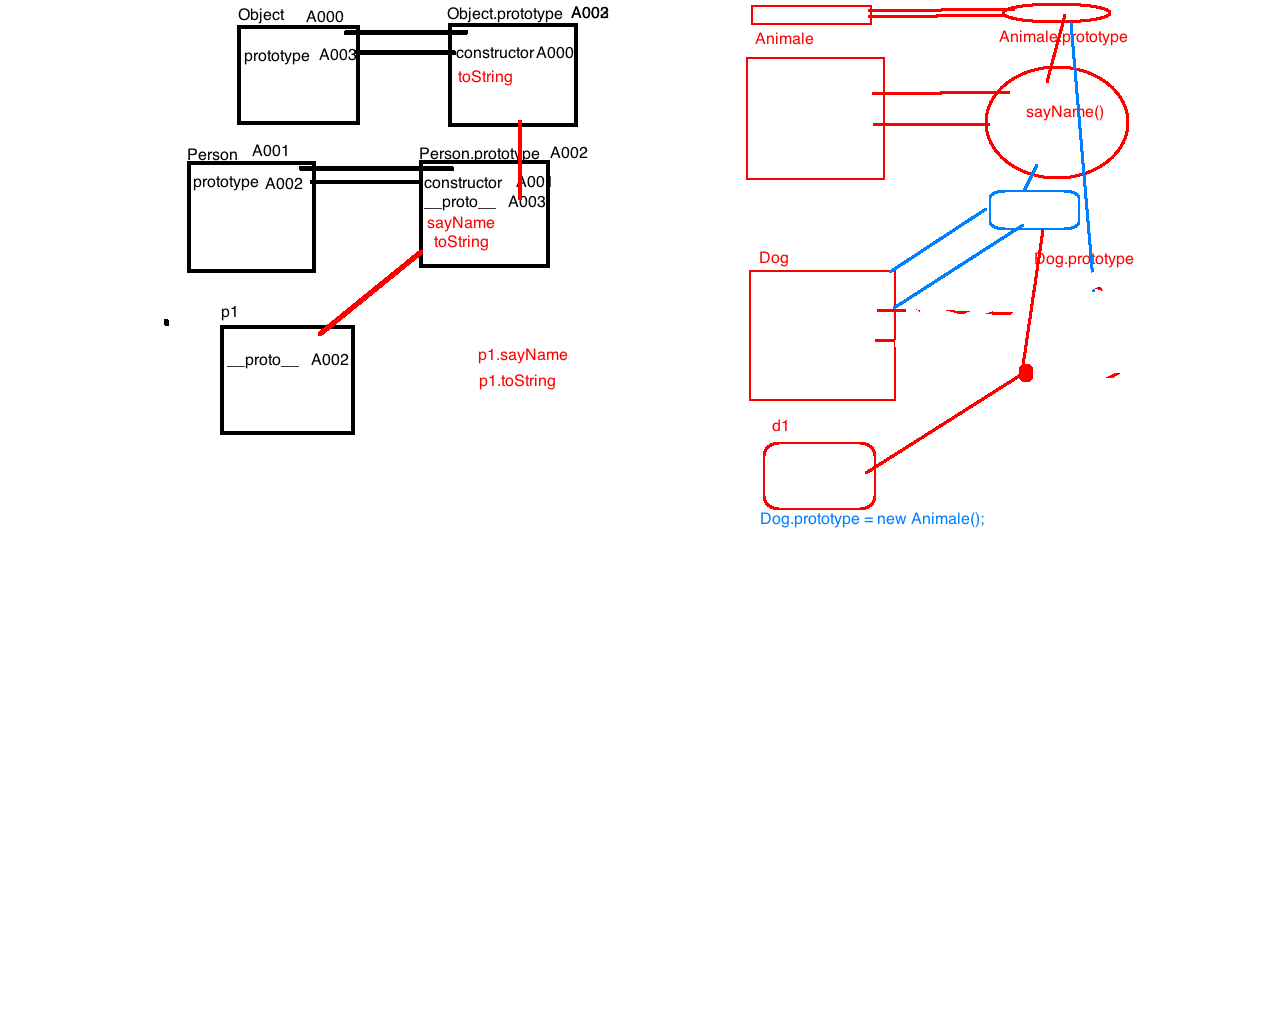 Object A000
prototype A003
Object.prototype
constructor A000
toString
Person A001
prototype A002
Person.prototype A002
constructor A001
__proto__ A003
sayName
toString
p1
__proto__ A002
p1.sayName
p1.toString
Animale
Animale.prototype
sayName()
Dog
Dog.prototype
d1
Dog.prototype = new Animale();